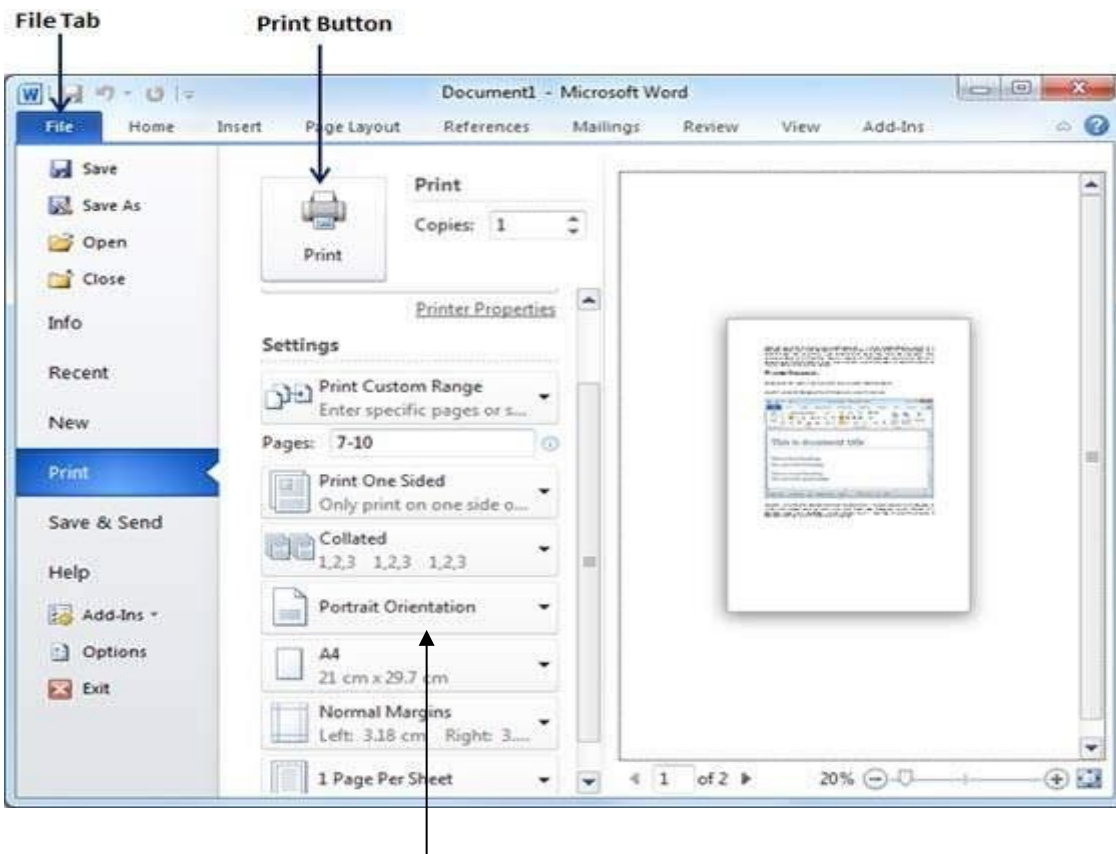 File Tab
Print Button
Document1 - Microsoft Word
File Home Insert Page Layout References Mailings Review View Add-Ins
Save
Save As
Open
Close
Info
Recent
New
Print
Save & Send
Help
Add-Ins
Options
Exit
Print
Print
Copies: 1
Printer Properties
Settings
Print Custom Range
Enter specific pages or s...
Pages: 7-10
Print One Sided
Only print on one side o...
Collated
1,2,3 1,2,3 1,2,3
Portrait Orientation
A4
21 cm x 29.7 cm
Normal Margins
Left: 3.18 cm Right: 3....
1 Page Per Sheet
This is document title
1 of 2
20%